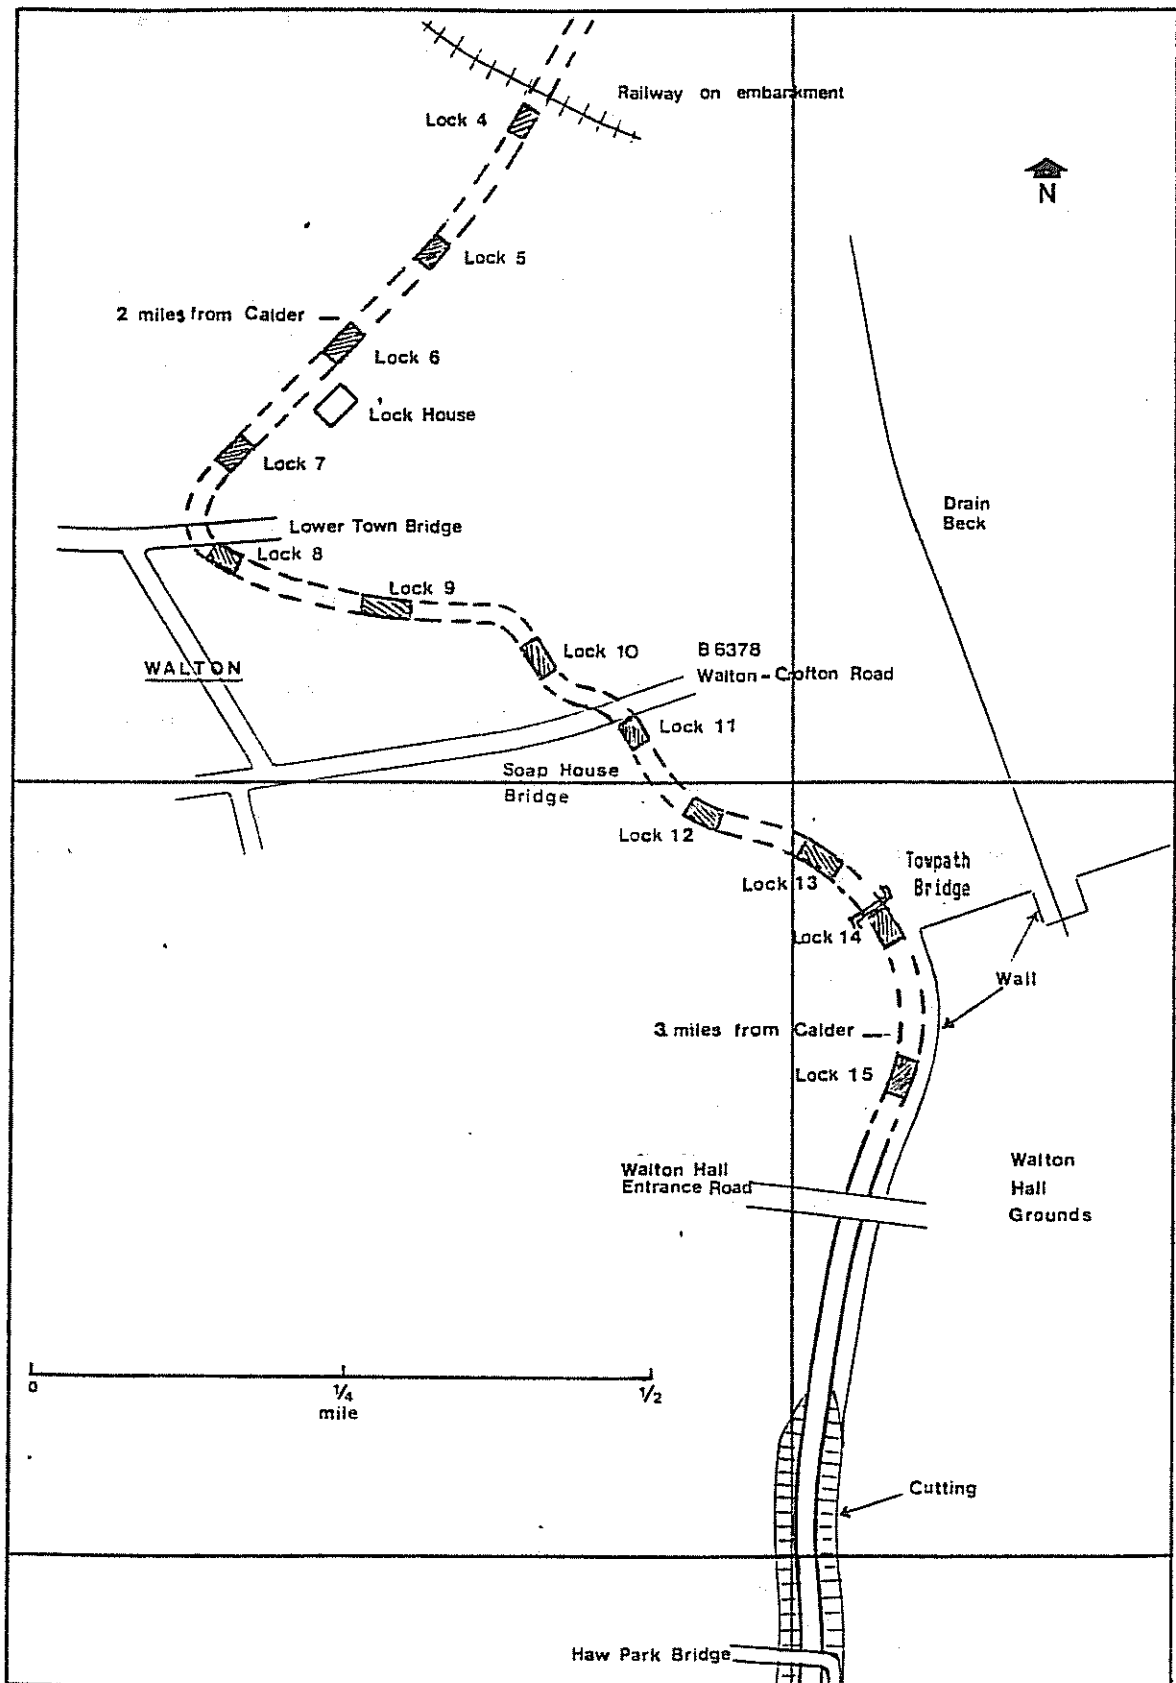 Railway on embankment
Lock 4
N
Lock 5
2 miles from Calder
Lock 6
Lock House
Lock 7
Drain
Beck
Lower Town Bridge
Lock 8
Lock 9
Lock 10
B 6378
WALTON
Walton - Crofton Road
Lock 11
Soap House
Bridge
Lock 12
Towpath
Bridge
Lock 13
Lock 14
Wall
3 miles from Calder
Lock 15
Walton Hall
Entrance Road
Walton
Hall
Grounds
0 1/4 1/2
mile
Cutting
Haw Park Bridge